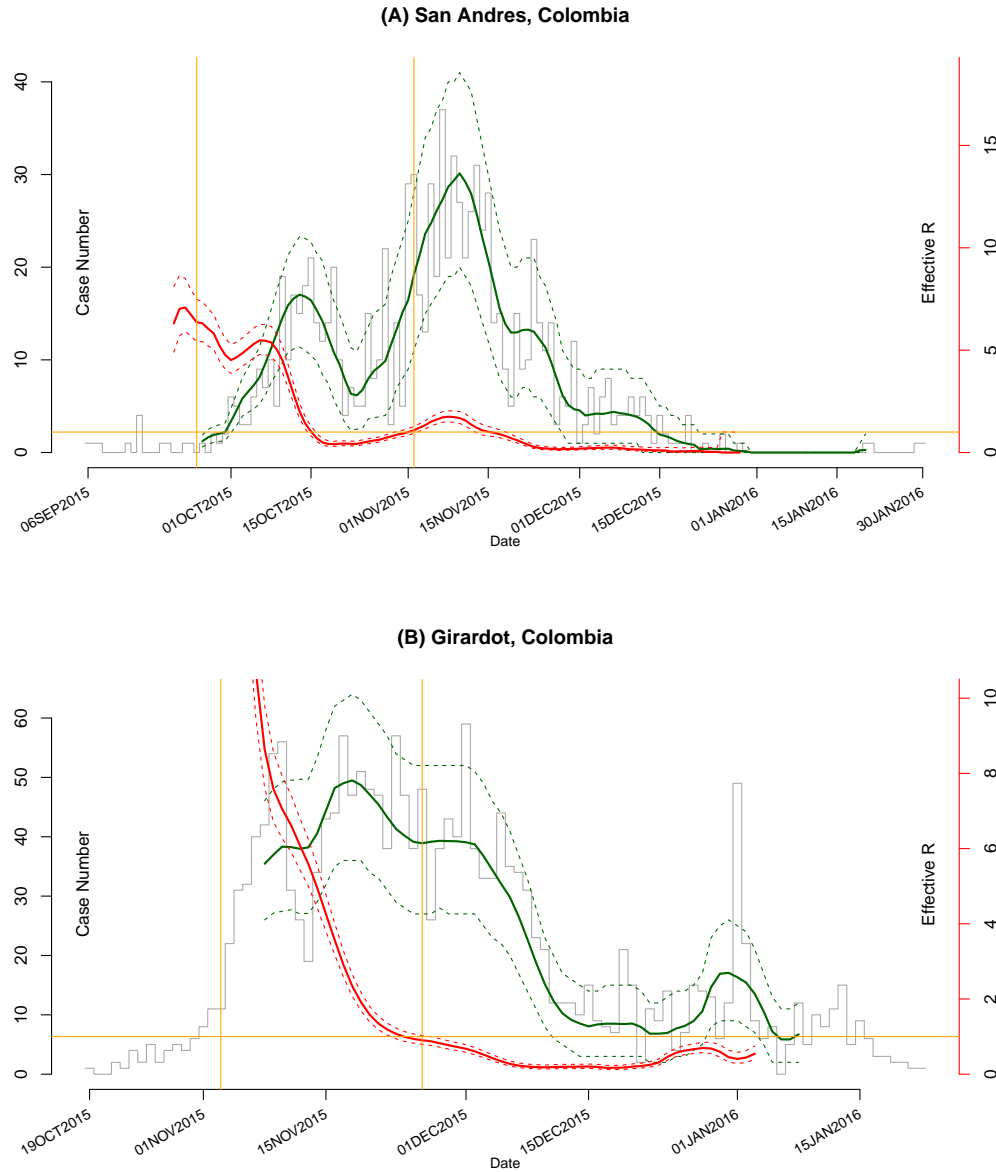 (A) San Andres, Colombia
40
30
20
10
0
Case Number
15
10
5
0
Effective R
06SEP2015
01OCT2015
15OCT2015
01NOV2015
15NOV2015
01DEC2015
15DEC2015
01JAN2016
15JAN2016
30JAN2016
Date
(B) Girardot, Colombia
60
50
40
30
20
10
0
Case Number
10
8
6
4
2
0
Effective R
19OCT2015
01NOV2015
15NOV2015
01DEC2015
15DEC2015
01JAN2016
15JAN2016
Date